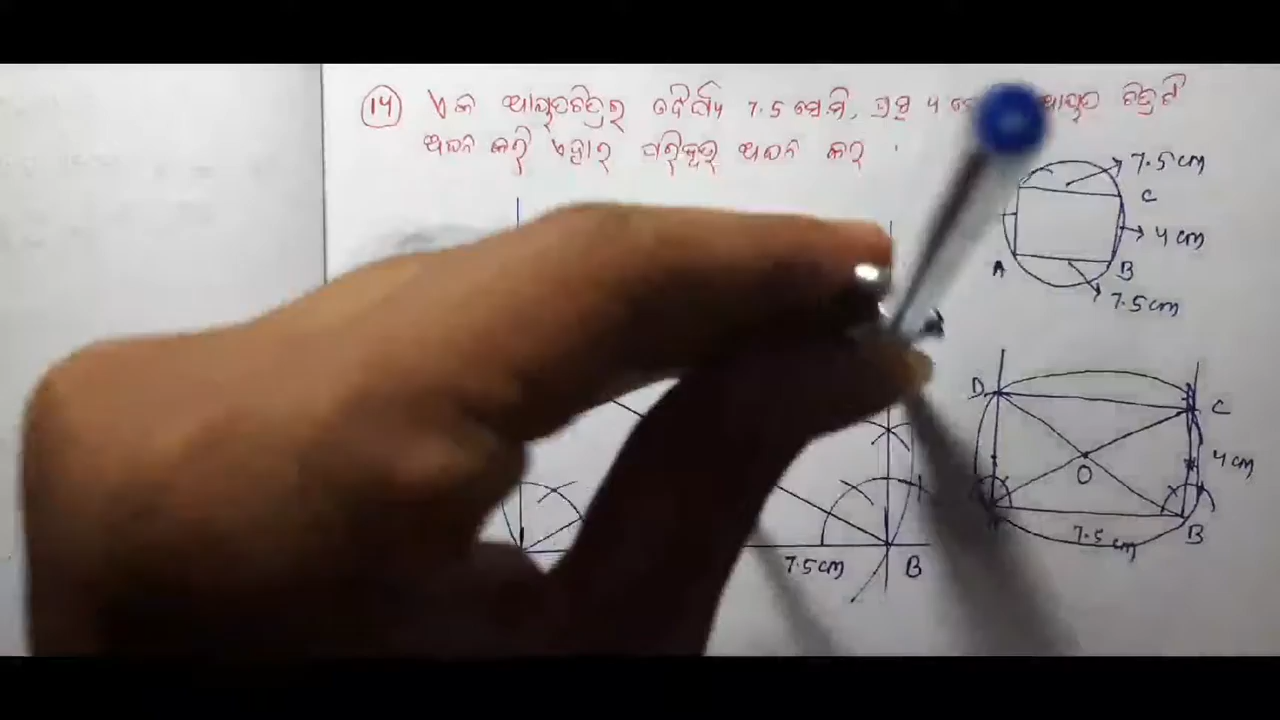 14 ଏକ ଆୟତଚିତ୍ରର ଦୈର୍ଘ୍ୟ 7.5 ସେ.ମି, ପ୍ରସ୍ଥ 4 ଆୟତ ଚିତ୍ରଟି
ଅଙ୍କନ କରି ଏହାର ପରିବୃତ୍ତ ଅଙ୍କନ କର
7.5 cm
C
4 cm
A
B
7.5 cm
D
C
4 cm
O
7.5 cm
B
7.5 cm
B